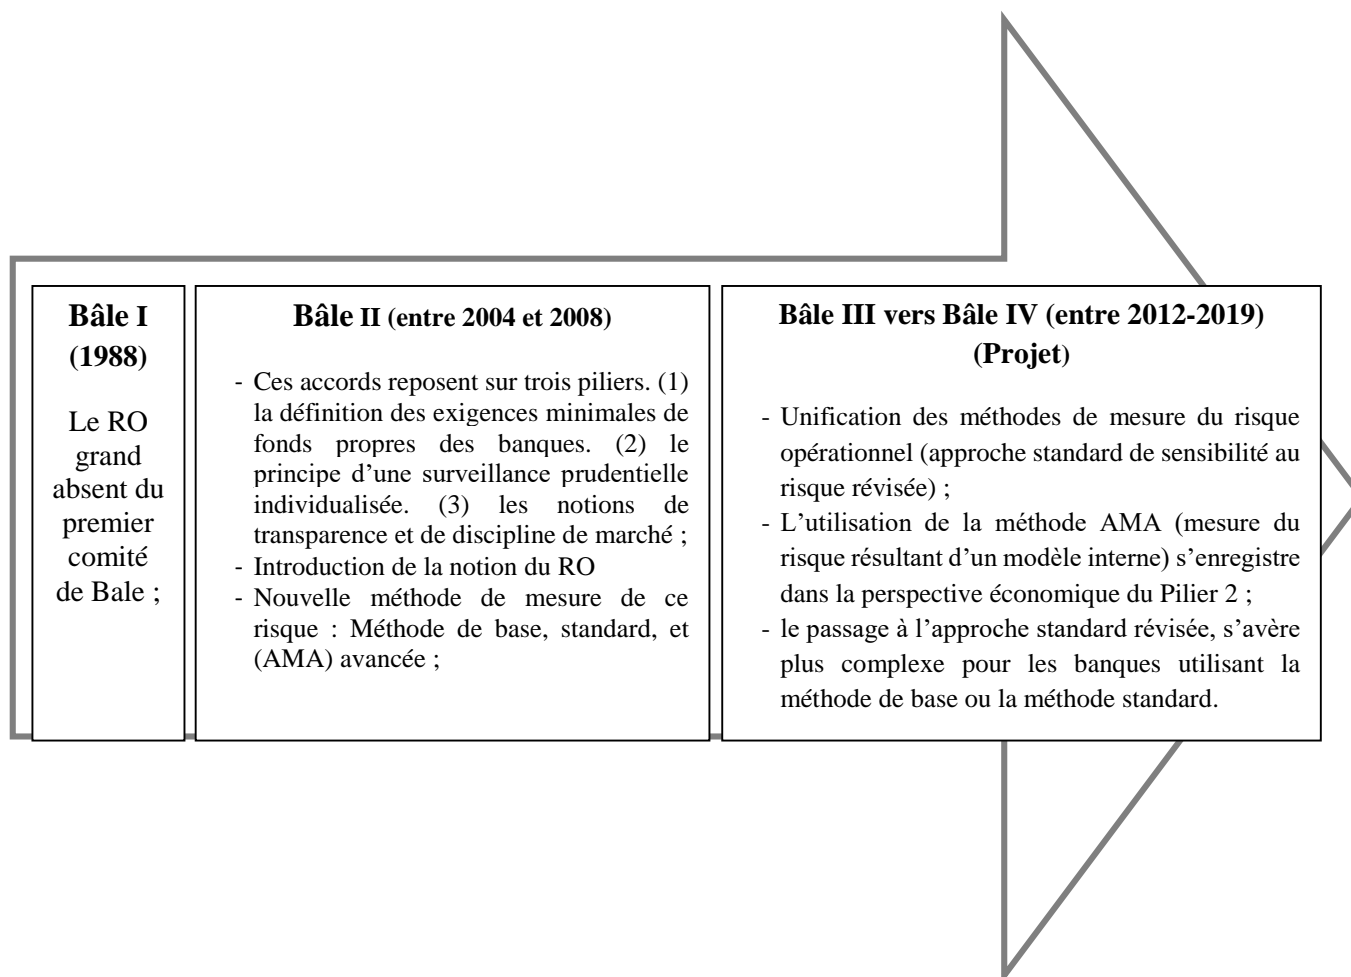 Bâle I
(1988)
Le RO
grand
absent du
premier
comité
de Bale ;
Bâle II (entre 2004 et 2008)
- Ces accords reposent sur trois piliers. (1)
la définition des exigences minimales de
fonds propres des banques. (2) le
principe d’une surveillance prudentielle
individualisée. (3) les notions de
transparence et de discipline de marché ;
- Introduction de la notion du RO
- Nouvelle méthode de mesure de ce
risque : Méthode de base, standard, et
(AMA) avancée ;
Bâle III vers Bâle IV (entre 2012-2019)
(Projet)
- Unification des méthodes de mesure du risque
opérationnel (approche standard de sensibilité au
risque révisée) ;
- L’utilisation de la méthode AMA (mesure du
risque résultant d’un modèle interne) s’enregistre
dans la perspective économique du Pilier 2 ;
- le passage à l’approche standard révisée, s’avère
plus complexe pour les banques utilisant la
méthode de base ou la méthode standard.